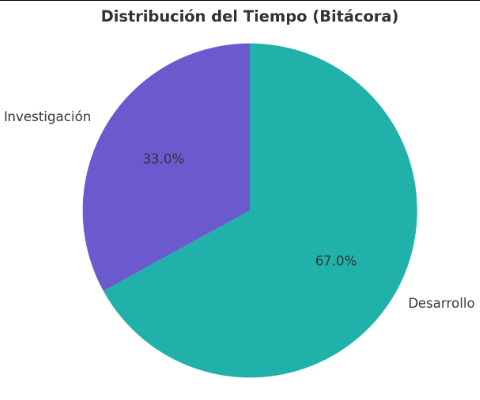 Distribución del Tiempo (Bitácora)
Investigación
33.0%
67.0%
Desarrollo